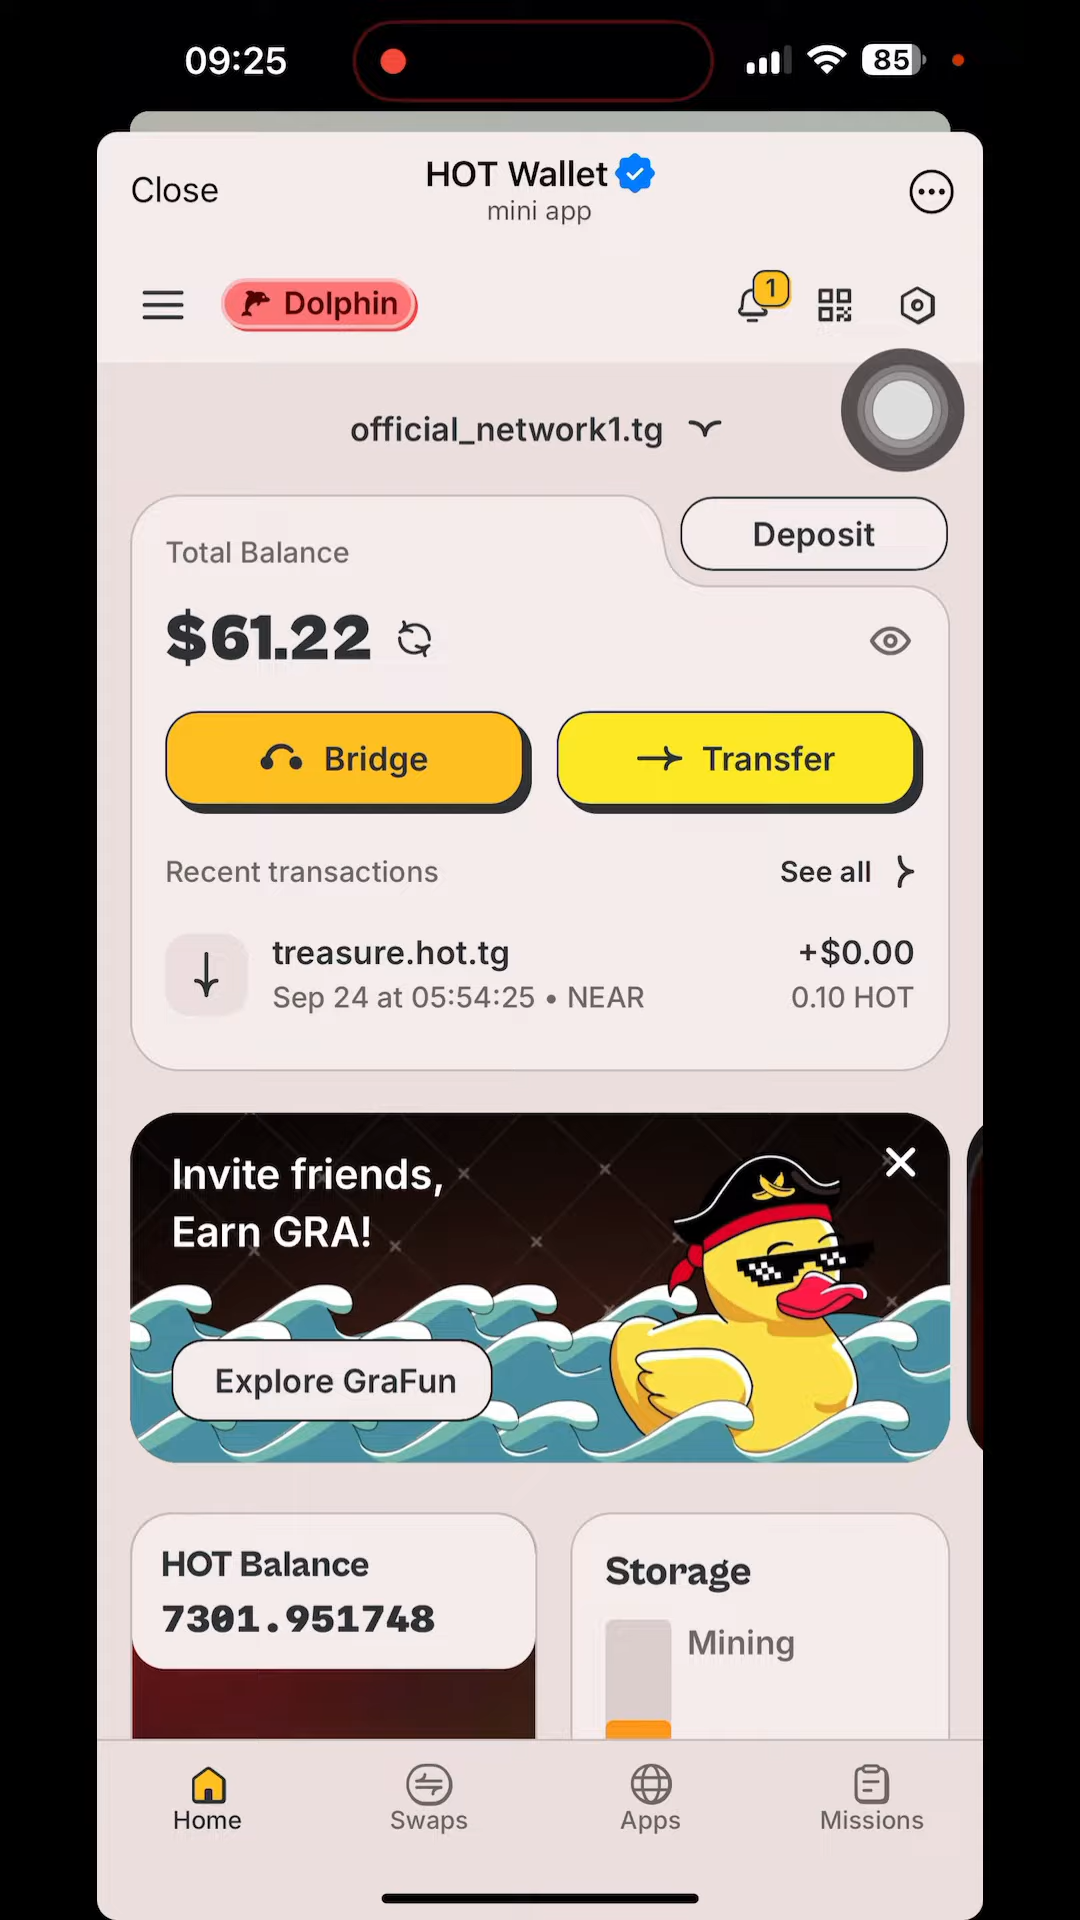 09:25
85
Close
HOT Wallet
mini app
Dolphin
1
official_network1.tg
Deposit
Total Balance
$61.22
Bridge
Transfer
Recent transactions
See all
treasure.hot.tg
+$0.00
Sep 24 at 05:54:25 • NEAR
0.10 HOT
Invite friends,
Earn GRA!
Explore GraFun
HOT Balance
7301.951748
Storage
Mining
Home
Swaps
Apps
Missions